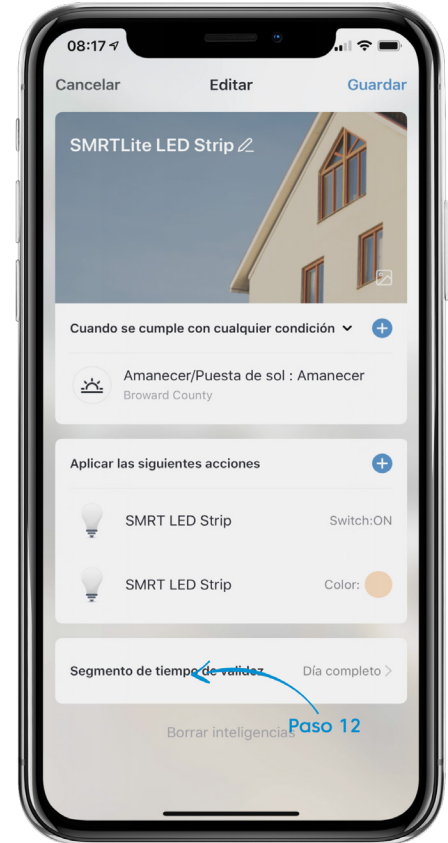 08:17
Cancelar Editar Guardar
SMRTLite LED Strip
Cuando se cumple con cualquier condición
Amanecer/Puesta de sol : Amanecer
Broward County
Aplicar las siguientes acciones
SMRT LED Strip Switch:ON
SMRT LED Strip Color:
Segmento de tiempo de validez Día completo >
Borrar inteligencias
Paso 12